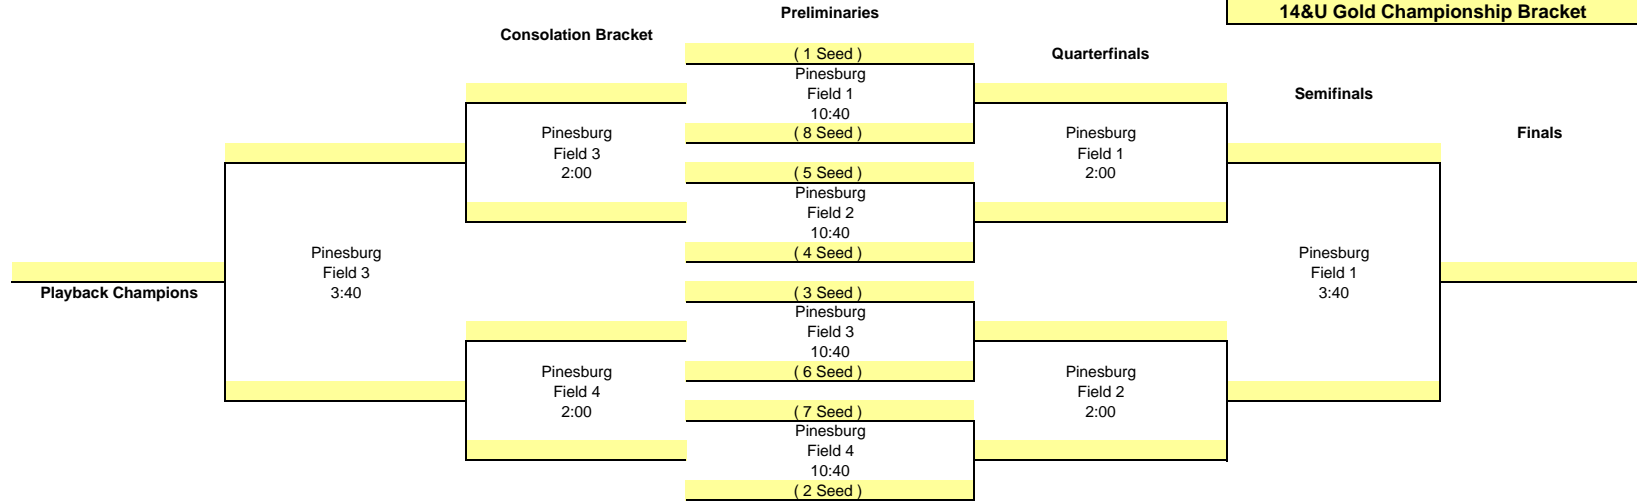 Preliminaries
14&U Gold Championship Bracket
Consolation Bracket
( 1 Seed )
Quarterfinals
Pinesburg
Field 1
10:40
Semifinals
( 8 Seed )
Pinesburg
Field 3
2:00
Pinesburg
Field 1
2:00
Finals
( 5 Seed )
Pinesburg
Field 2
10:40
( 4 Seed )
Pinesburg
Field 3
3:40
Pinesburg
Field 1
3:40
Playback Champions
( 3 Seed )
Pinesburg
Field 3
10:40
( 6 Seed )
Pinesburg
Field 4
2:00
Pinesburg
Field 2
2:00
( 7 Seed )
Pinesburg
Field 4
10:40
( 2 Seed )